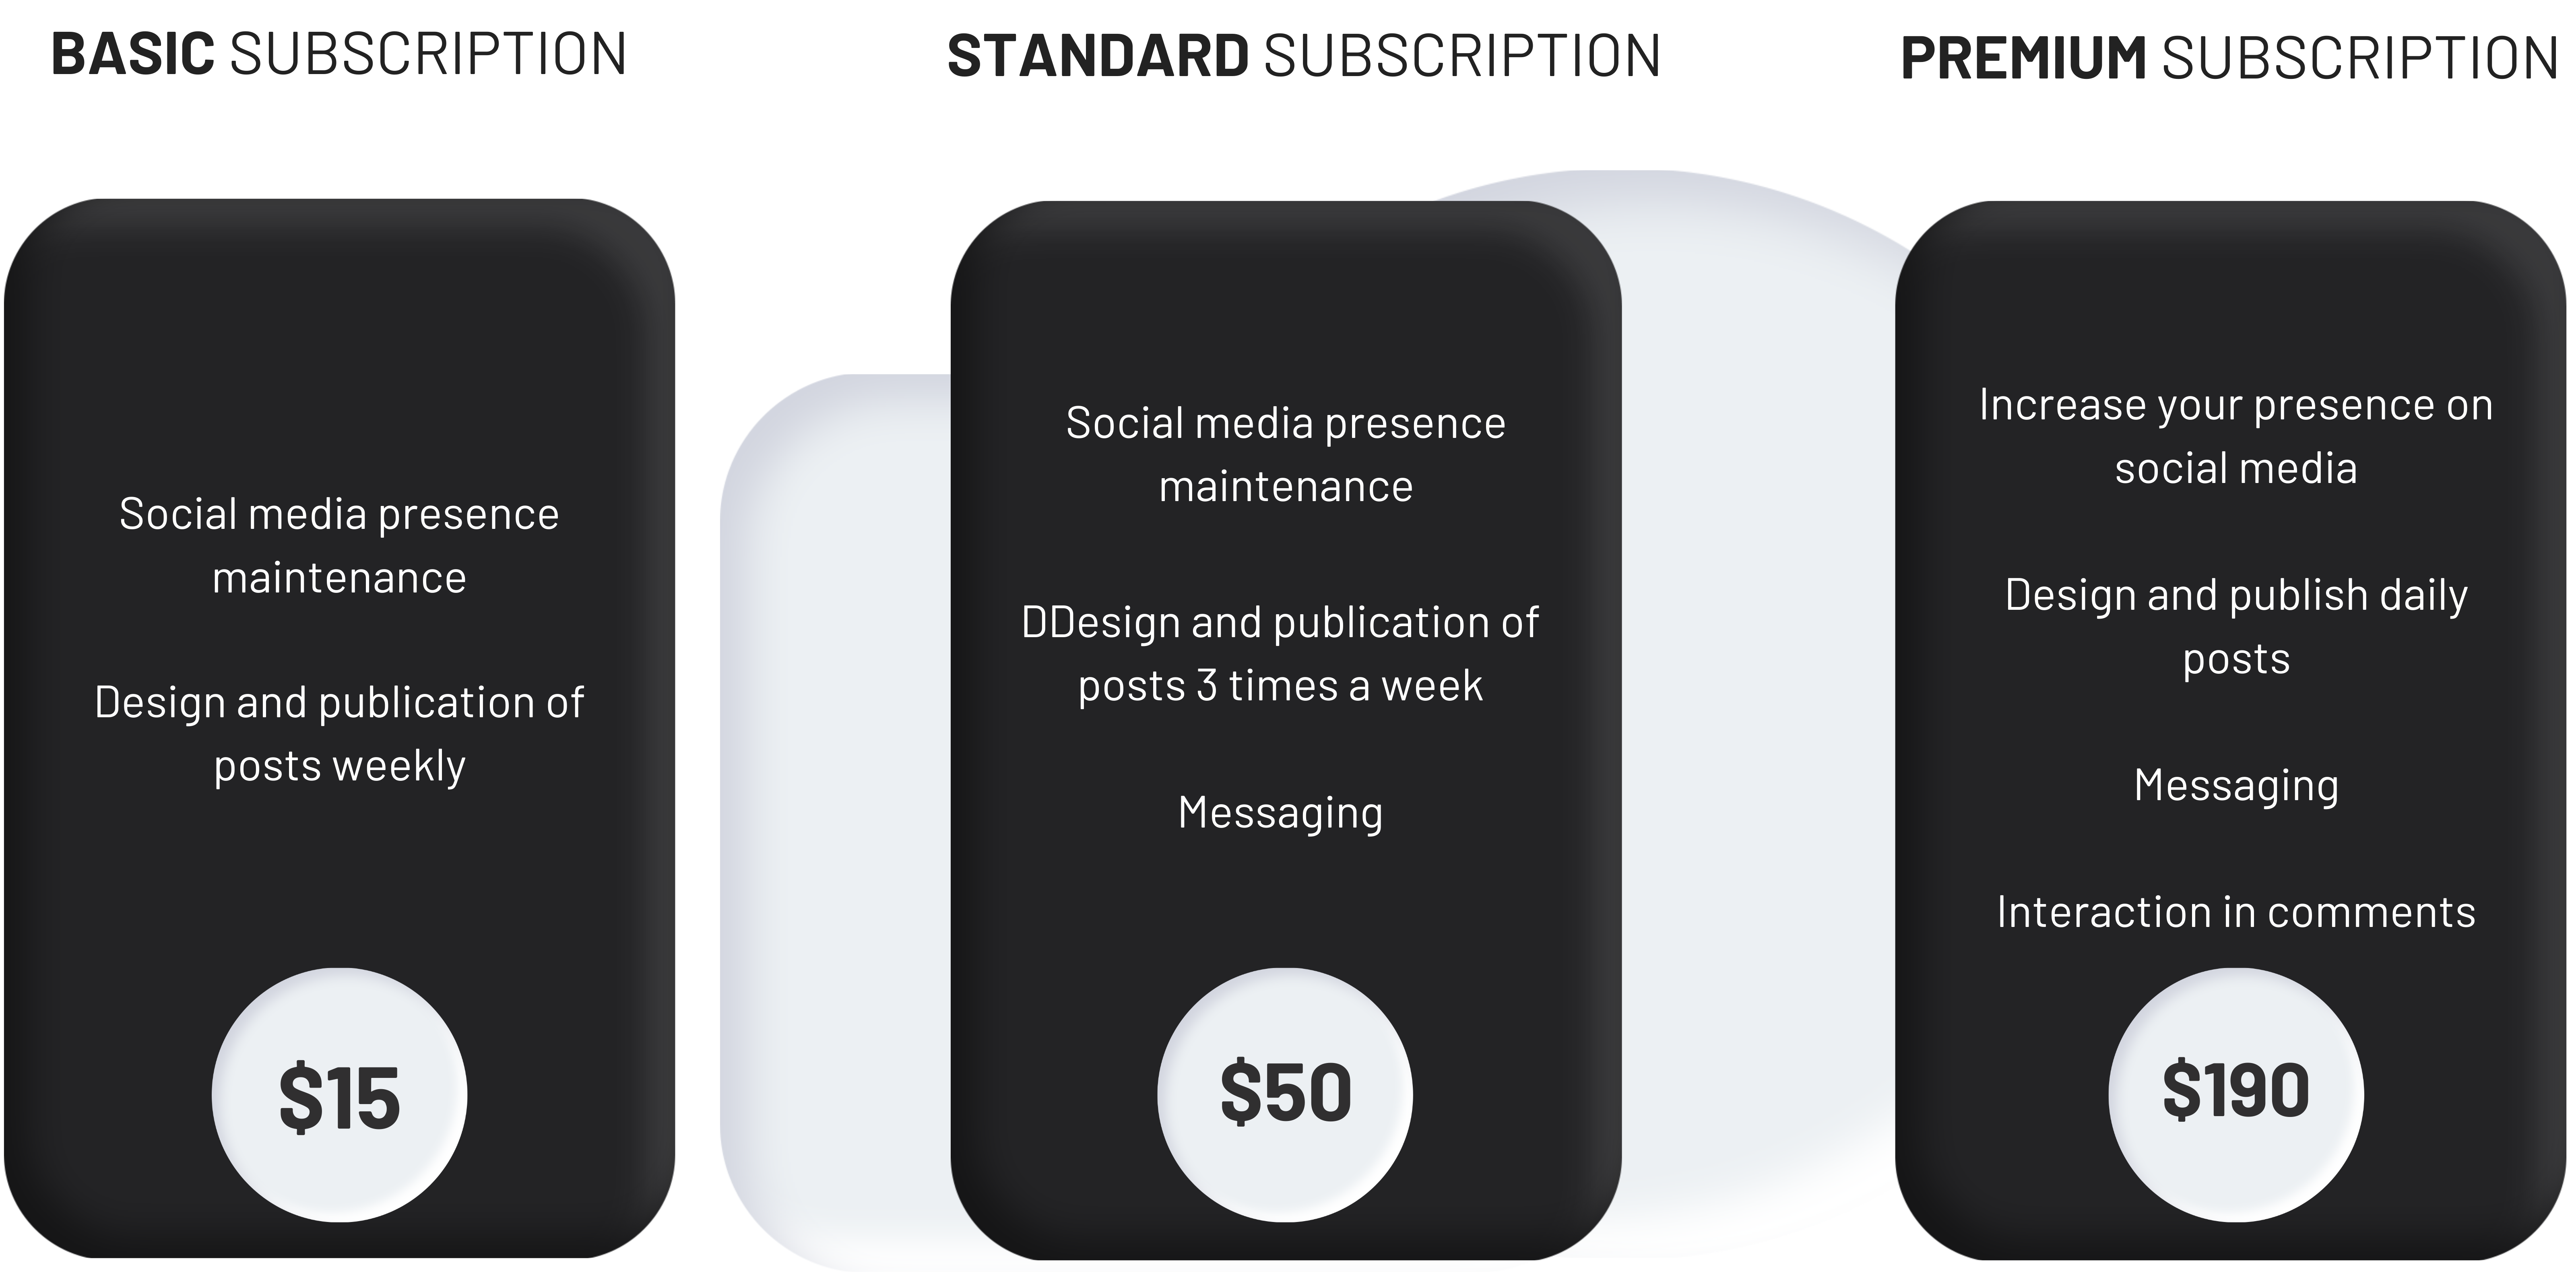 BASIC SUBSCRIPTION
Social media presence
maintenance
Design and publication of
posts weekly
$15
STANDARD SUBSCRIPTION
Social media presence
maintenance
DDesign and publication of
posts 3 times a week
Messaging
$50
PREMIUM SUBSCRIPTION
Increase your presence on
social media
Design and publish daily
posts
Messaging
Interaction in comments
$190